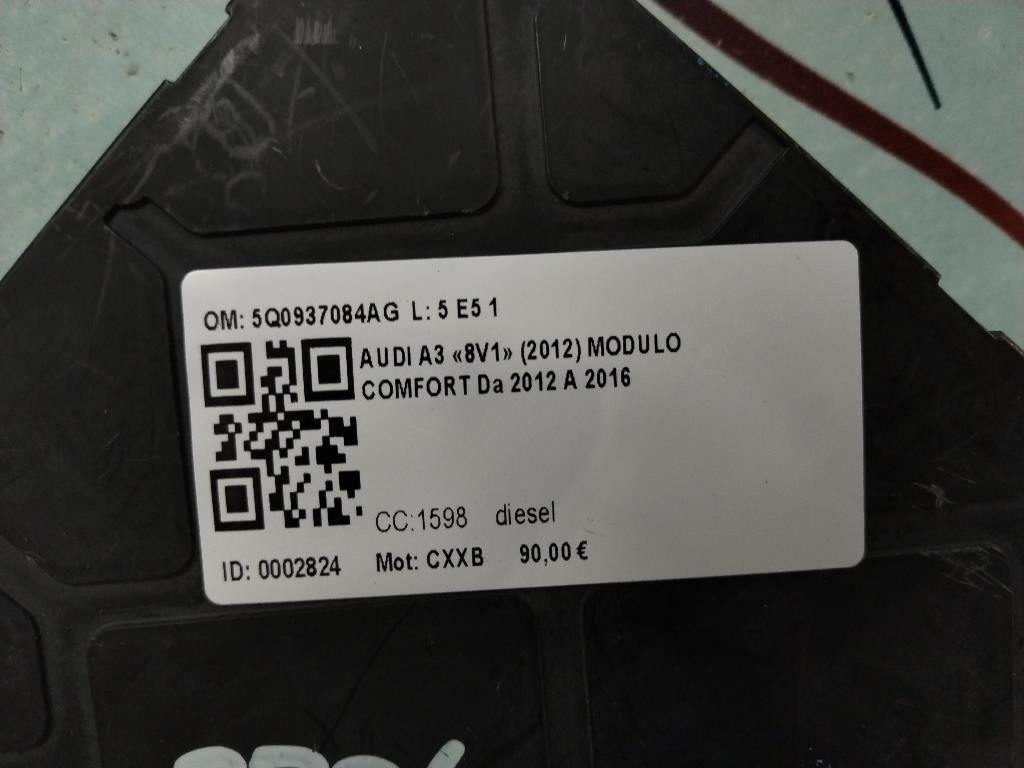 OM: 5Q0937084AG L: 5 E5 1
AUDI A3 «8V1» (2012) MODULO
COMFORT Da 2012 A 2016
CC:1598 diesel
ID: 0002824 Mot: CXXB 90,00 €